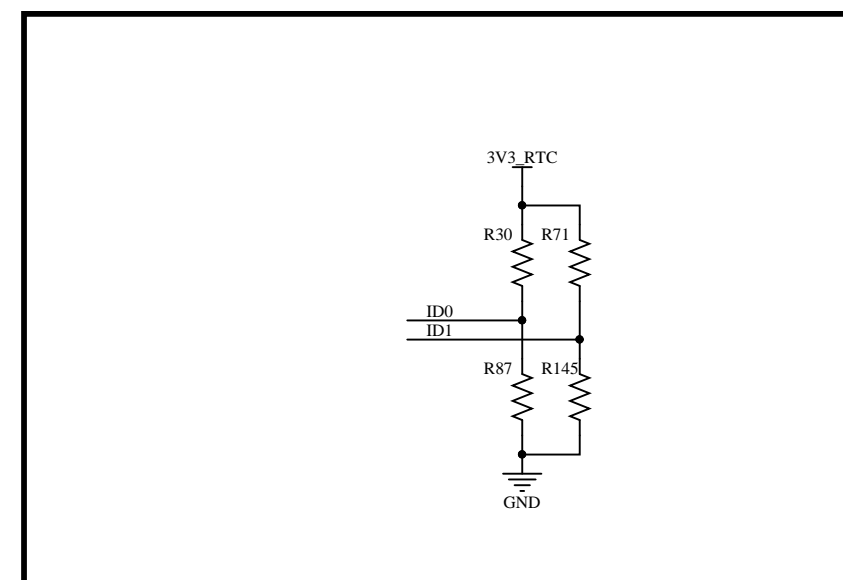 3V3_RTC
R30 R71
ID0
ID1
R87 R145
GND